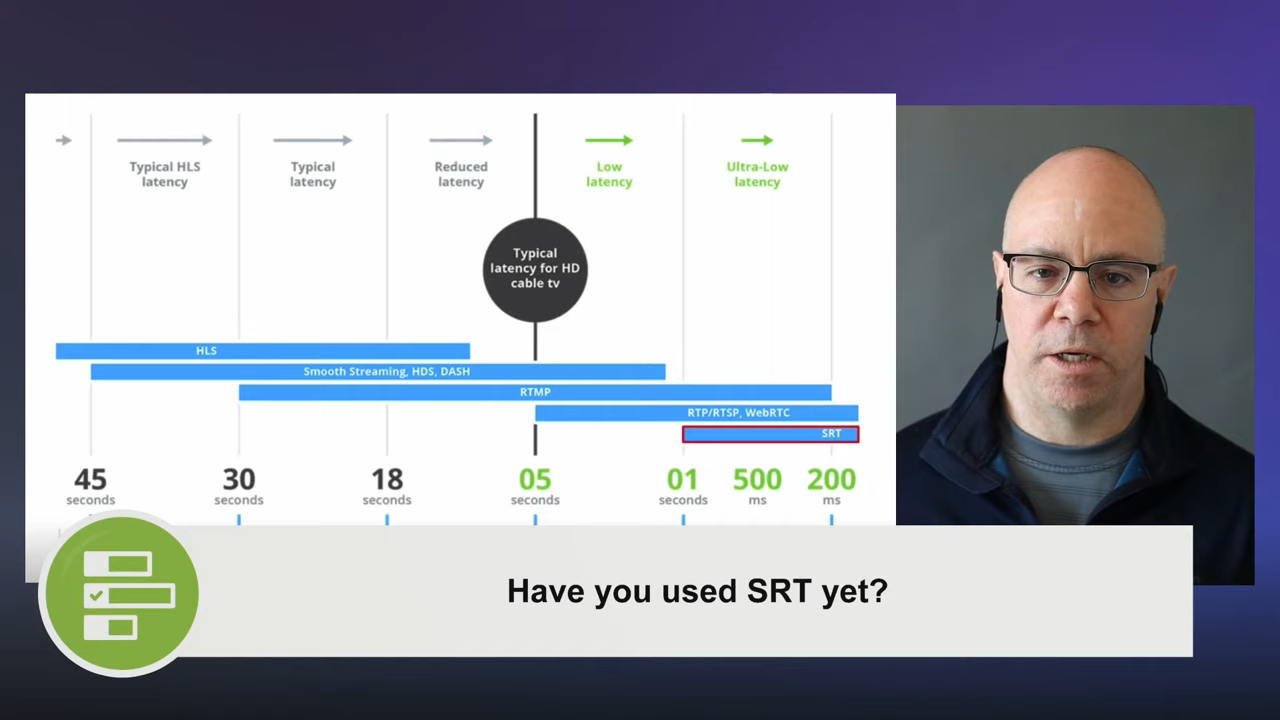 Typical HLS
latency
Typical
latency
Reduced
latency
Low
latency
Ultra-Low
latency
Typical
latency for HD
cable tv
HLS
Smooth Streaming, HDS, DASH
RTMP
RTP/RTSP, WebRTC
SRT
45
seconds
30
seconds
18
seconds
05
seconds
01
seconds
500
ms
200
ms
Have you used SRT yet?